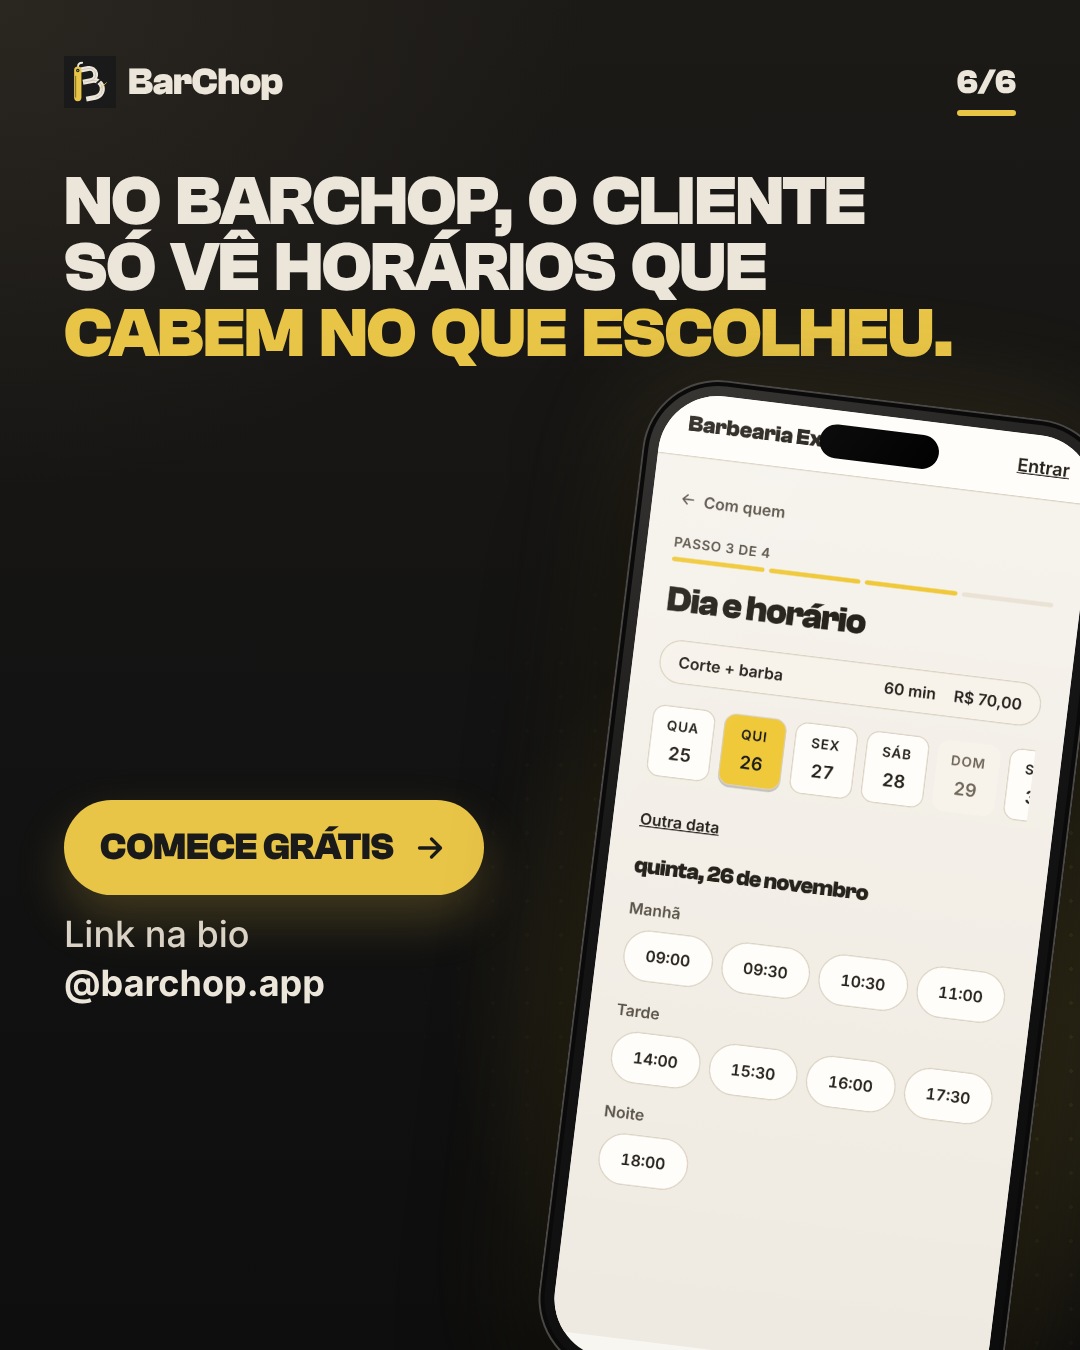 BarChop
6/6
NO BARCHOP, O CLIENTE
SÓ VÊ HORÁRIOS QUE
CABEM NO QUE ESCOLHEU.
Barbearia
Entrar
← Com quem
PASSO 3 DE 4
Dia e horário
Corte + barba 60 min R$ 70,00
QUA QUI SEX SÁB DOM
25 26 27 28 29
Outra data
quinta, 26 de novembro
Manhã
09:00 09:30 10:30 11:00
Tarde
14:00 15:30 16:00 17:30
Noite
18:00
COMECE GRÁTIS →
Link na bio
@barchop.app